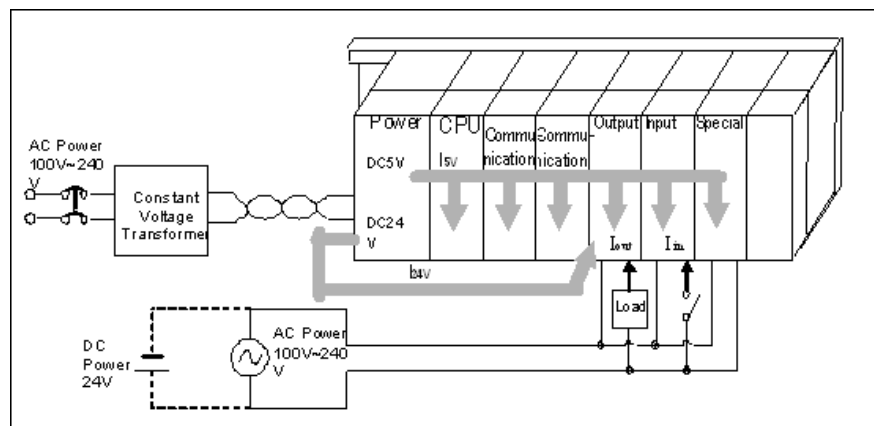 AC Power
100V~240
V
Constant
Voltage
Transformer
Power
DC5V
DC24
V
CPU
I5V
Commu
nication
Commu-
nication
Output
Input
Special
Iout
Iin
I24V
Load
DC
Power
24V
AC Power
100V~240
V